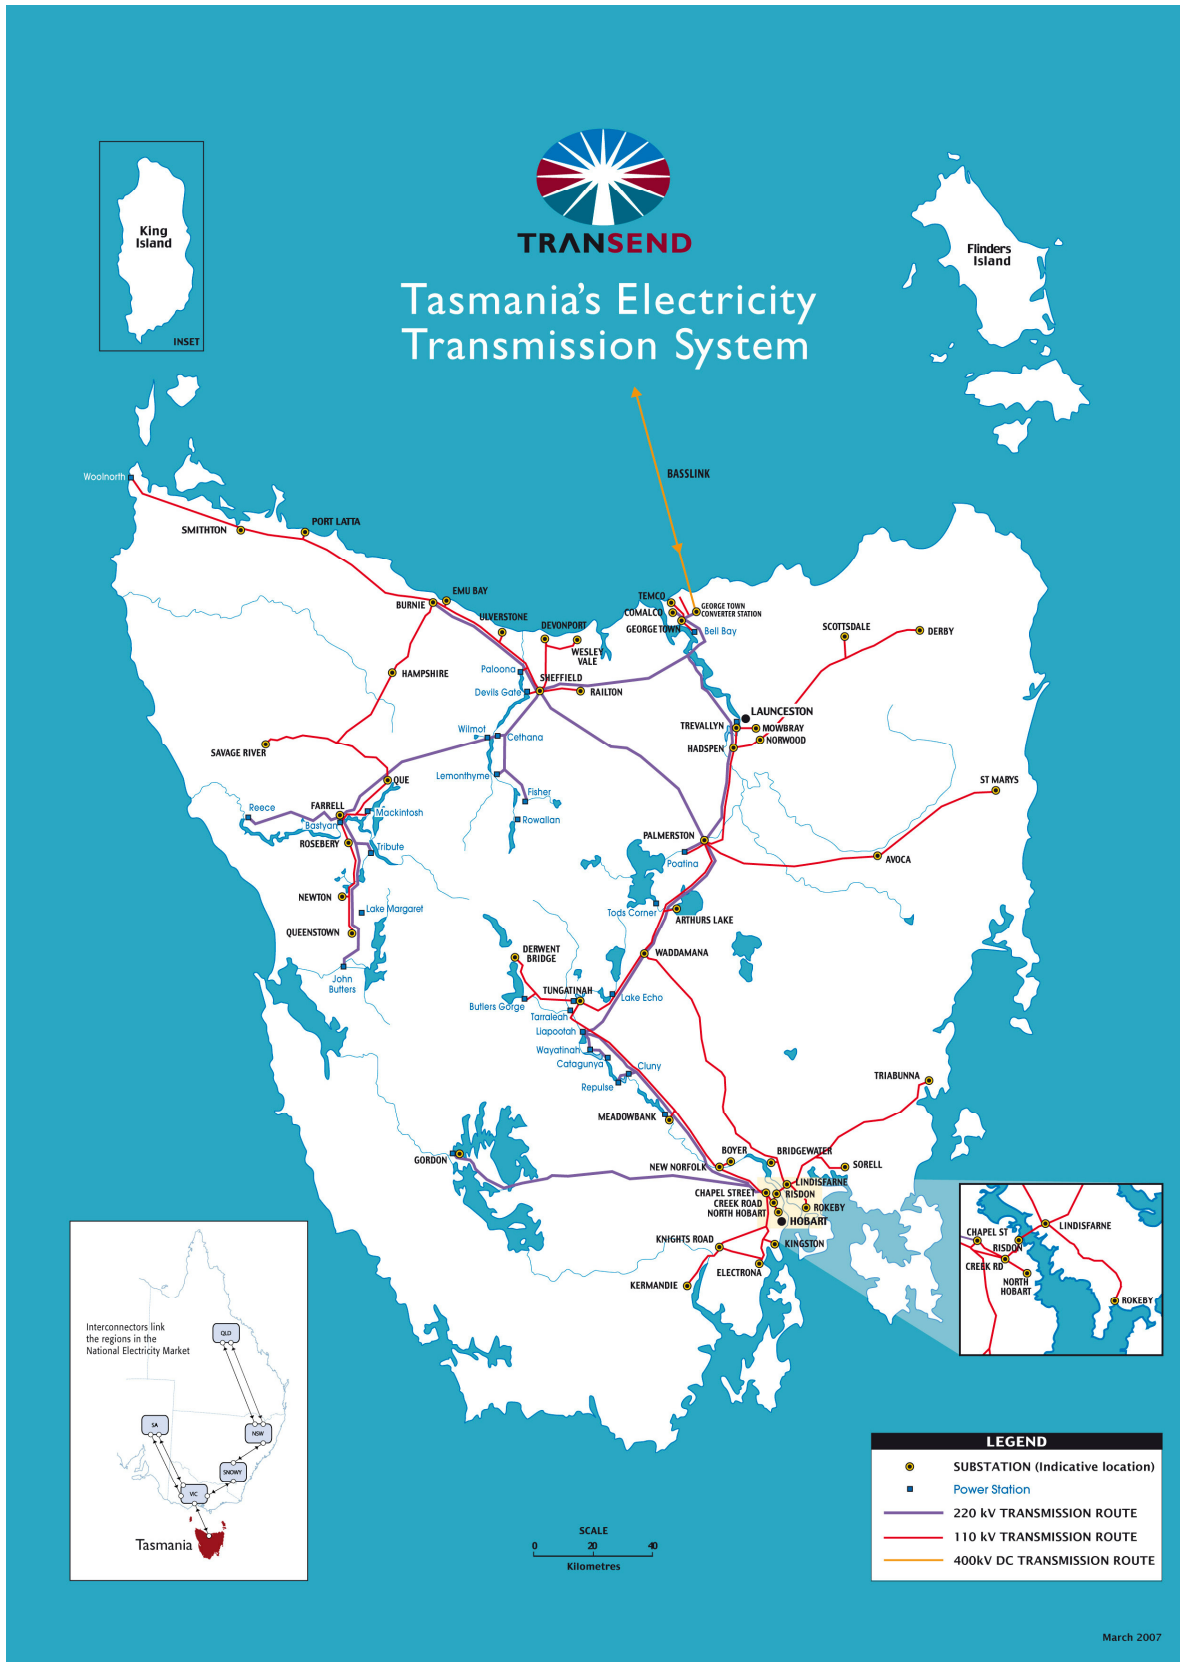 TRANSEND
Tasmania's Electricity
Transmission System
King
Island
INSET
Flinders
Island
BASSLINK
Woolnorth
SMITHTON
PORT LATTA
BURNIE
EMU BAY
ULVERSTONE
DEVONPORT
WESLEY
VALE
TEMCO
COMALCO
GEORGE TOWN
CONVERTER STATION
GEORGE TOWN
Bell Bay
SCOTTSDALE
DERBY
HAMPSHIRE
Paloona
SHEFFIELD
Devils Gate
RAILTON
LAUNCESTON
TREVALLYN
MOWBRAY
NORWOOD
HADSPEN
Wilmot
Cethana
SAVAGE RIVER
QUE
Lemonthyme
Fisher
Rowallan
ST MARYS
Reece
FARRELL
Mackintosh
Bastyan
ROSEBERY
Tribute
PALMERSTON
Poatina
AVOCA
NEWTON
Lake Margaret
Tods Corner
ARTHURS LAKE
QUEENSTOWN
DERWENT
BRIDGE
WADDAMANA
John
Butters
TUNGATINAH
Lake Echo
Butlers Gorge
Tarraleah
Liapootah
Wayatinah
Catagunya
Cluny
Repulse
TRIABUNNA
MEADOWBANK
GORDON
BOYER
BRIDGEWATER
NEW NORFOLK
SORELL
LINDISFARNE
CHAPEL STREET
RISDON
CREEK ROAD
ROKEBY
NORTH HOBART
HOBART
KNIGHTS ROAD
KINGSTON
ELECTRONA
KERMANDIE
CHAPEL ST
LINDISFARNE
RISDON
CREEK RD
NORTH
HOBART
ROKEBY
Interconnectors link
the regions in the
National Electricity Market
QLD
SA
NSW
SNOWY
VIC
Tasmania
SCALE
0 20 40
Kilometres
LEGEND
SUBSTATION (Indicative location)
Power Station
220 kV TRANSMISSION ROUTE
110 kV TRANSMISSION ROUTE
400kV DC TRANSMISSION ROUTE
March 2007